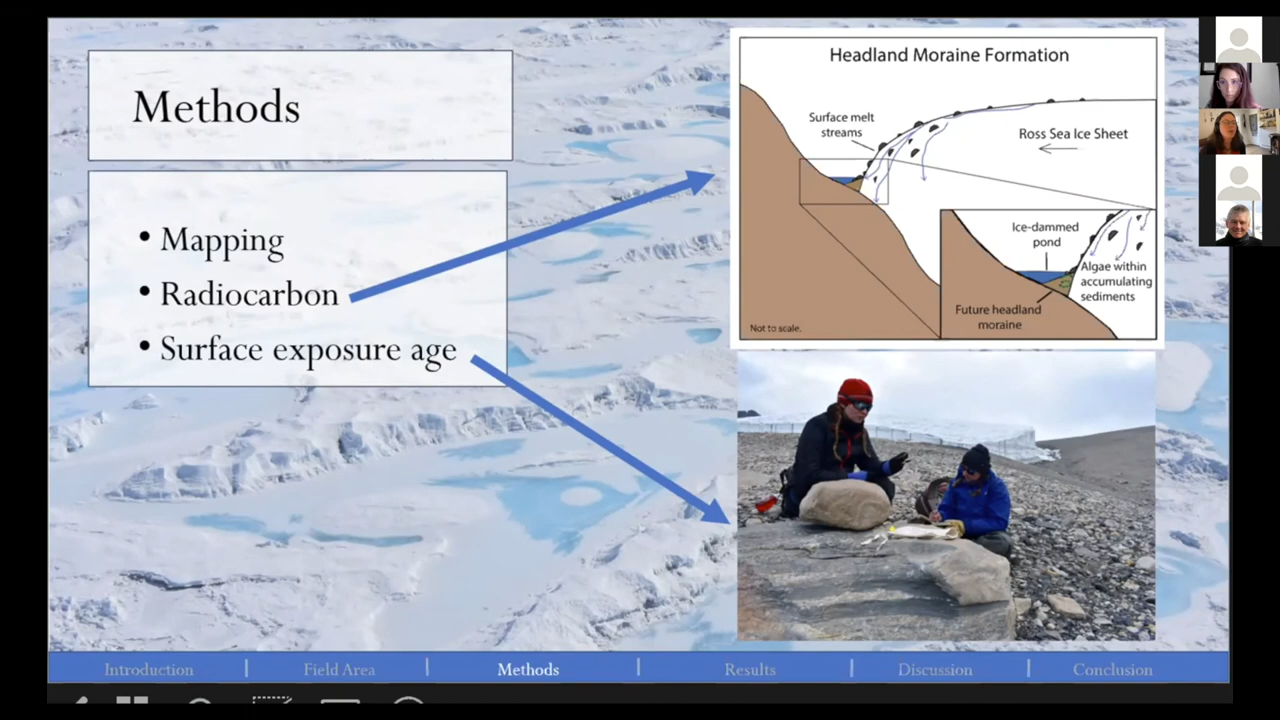 Methods
• Mapping
• Radiocarbon
• Surface exposure age
Headland Moraine Formation
Surface melt
streams
Ross Sea Ice Sheet
Ice-dammed
pond
Algae within
accumulating
sediments
Future headland
moraine
Not to scale.
Introduction | Field Area | Methods | Results | Discussion | Conclusion